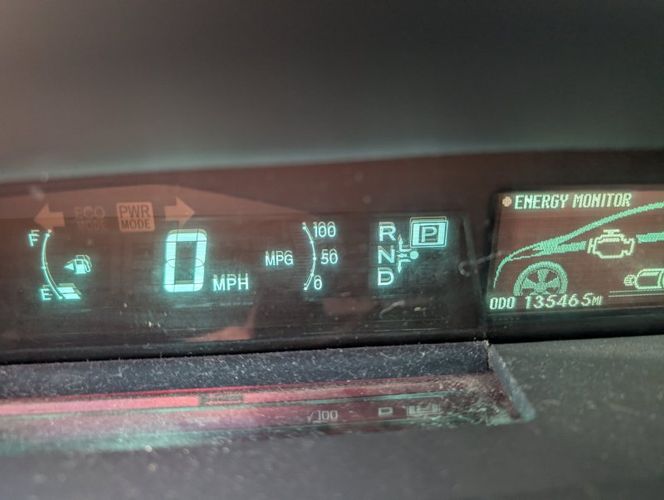 ECO MODE
PWR MODE
F
E
0 MPH
MPG
100
50
0
R
N
D
P
ENERGY MONITOR
ODO 135465MI